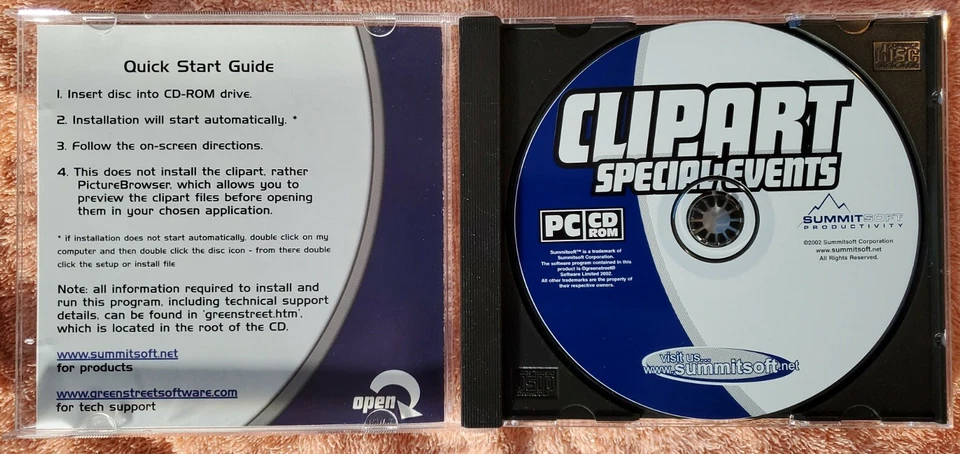 Quick Start Guide
1. Insert disc into CD-ROM drive.
2. Installation will start automatically. *
3. Follow the on-screen directions.
4. This does not install the clipart, rather
PictureBrowser, which allows you to
preview the clipart files before opening
them in your chosen application.
* if installation does not start automatically, double click on my
computer and then double click the disc icon - from there double
click the setup or install file
Note: all information required to install and
run this program, including technical support
details, can be found in 'greenstreet.htm',
which is located in the root of the CD.
www.summitsoft.net
for products
www.greenstreetsoftware.com
for tech support
open
CLIPART
SPECIAL EVENTS
PC CD
ROM
Summitsoft™ is a trademark of
Summitsoft Corporation.
The software program contained in this
product is ©greenstreet®
Software Limited 2002.
All other trademarks are the property of
their respective owners.
SUMMITSOFT
PRODUCTIVITY
©2002 Summitsoft Corporation
www.summitsoft.net
All Rights Reserved.
visit us...
www.summitsoft.net